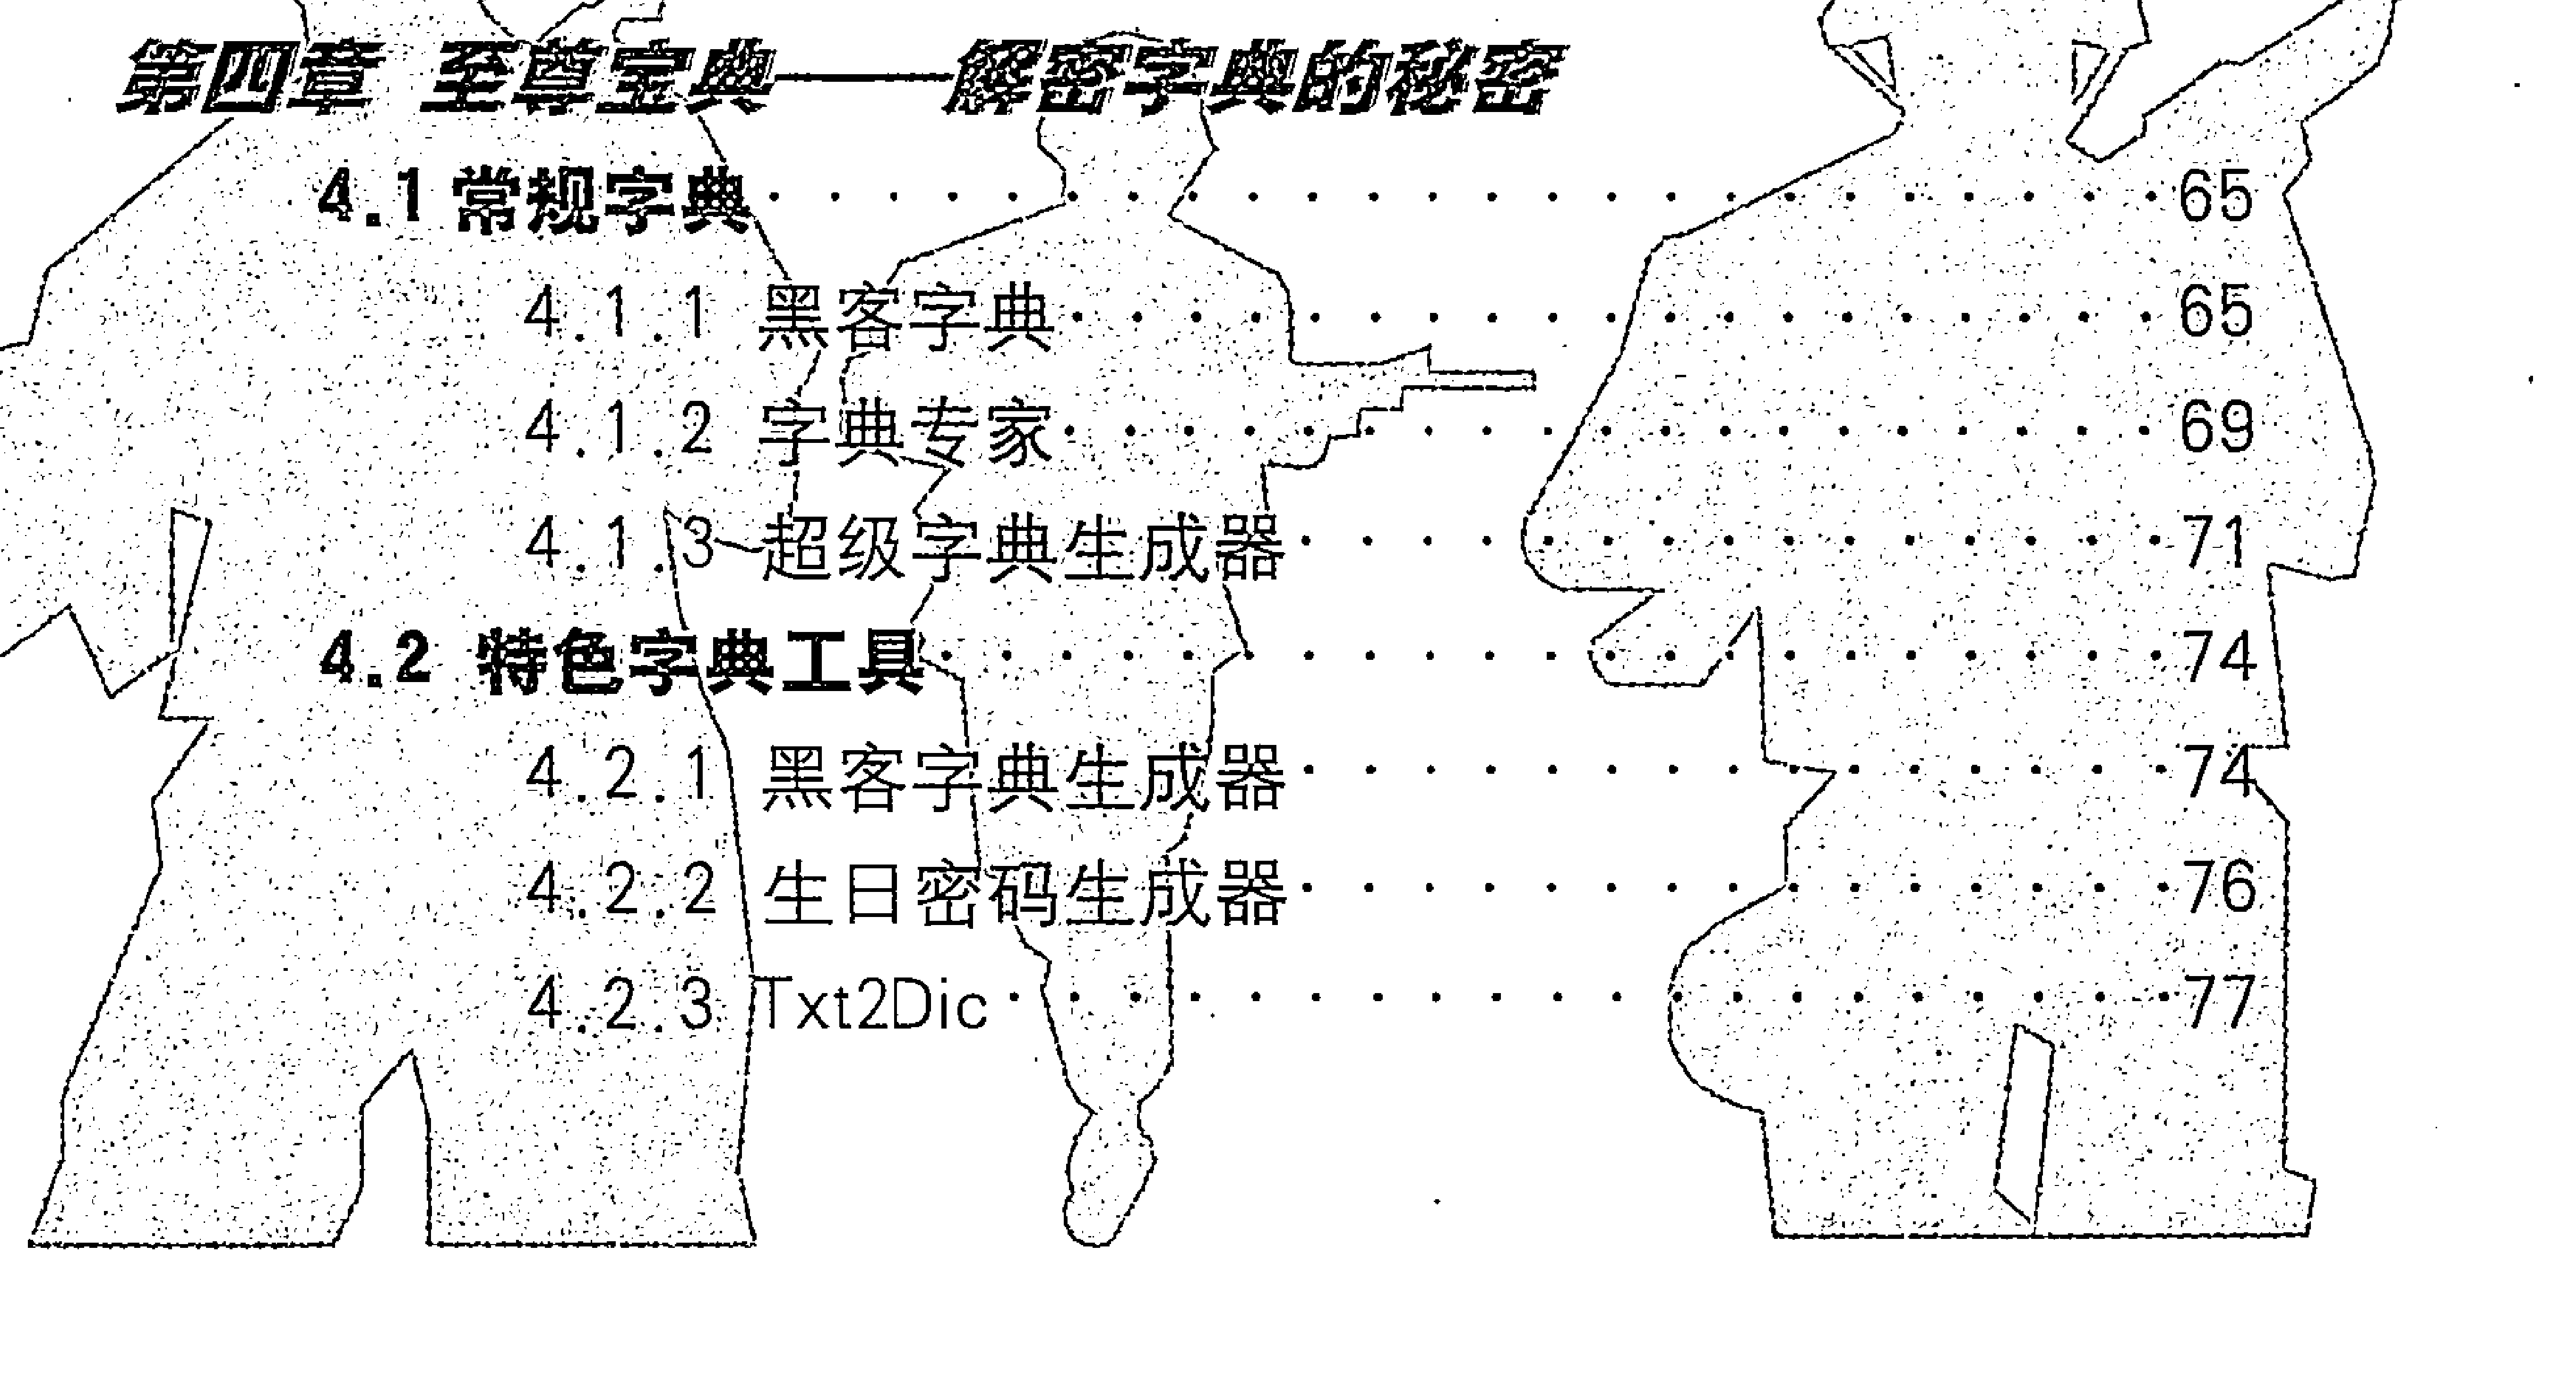 第四章 至尊宝典——解密字典的秘密
4.1 常规字典 · · · · · · · · · · · · · · · · · · · · · · · · 65
4.1.1 黑客字典 · · · · · · · · · · · · · · · · · · · 65
4.1.2 字典专家 · · · · · · · · · · · · · · · · · · · 69
4.1.3 超级字典生成器 · · · · · · · · · · · · · · · 71
4.2 特色字典工具 · · · · · · · · · · · · · · · · · · · · · 74
4.2.1 黑客字典生成器 · · · · · · · · · · · · · · · 74
4.2.2 生日密码生成器 · · · · · · · · · · · · · · · 76
4.2.3 Txt2Dic · · · · · · · · · · · · · · · · · · · · 77